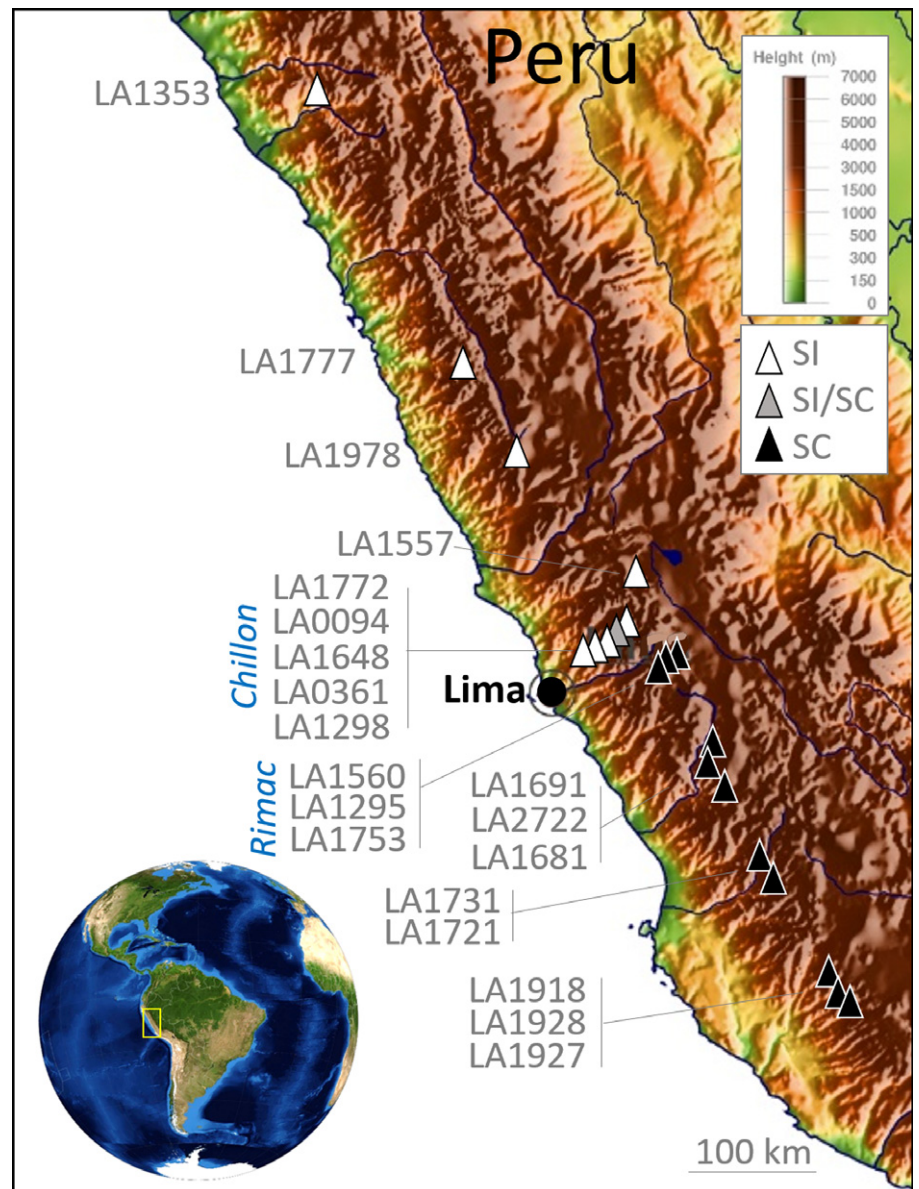 Peru
Height (m)
7000
6000
5000
4000
3000
1500
1000
500
300
150
0
SI
SI/SC
SC
LA1353
LA1777
LA1978
LA1557
Chillon
LA1772
LA0094
LA1648
LA0361
LA1298
Lima
Rimac
LA1560
LA1295
LA1753
LA1691
LA2722
LA1681
LA1731
LA1721
LA1918
LA1928
LA1927
100 km